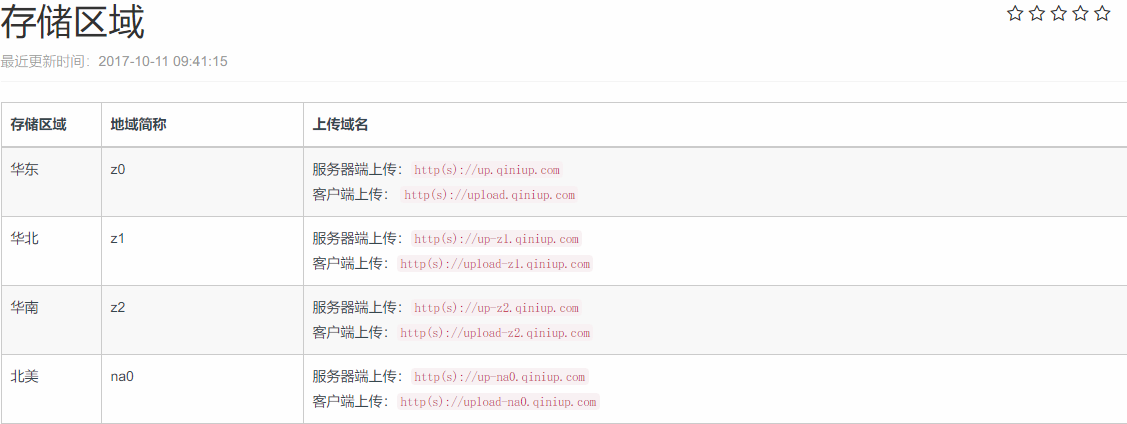 存储区域
最近更新时间：2017-10-11 09:41:15
存储区域 地域简称 上传域名
华东 z0 服务器端上传： http(s)://up.qiniup.com
客户端上传： http(s)://upload.qiniup.com
华北 z1 服务器端上传： http(s)://up-z1.qiniup.com
客户端上传： http(s)://upload-z1.qiniup.com
华南 z2 服务器端上传： http(s)://up-z2.qiniup.com
客户端上传： http(s)://upload-z2.qiniup.com
北美 na0 服务器端上传： http(s)://up-na0.qiniup.com
客户端上传： http(s)://upload-na0.qiniup.com